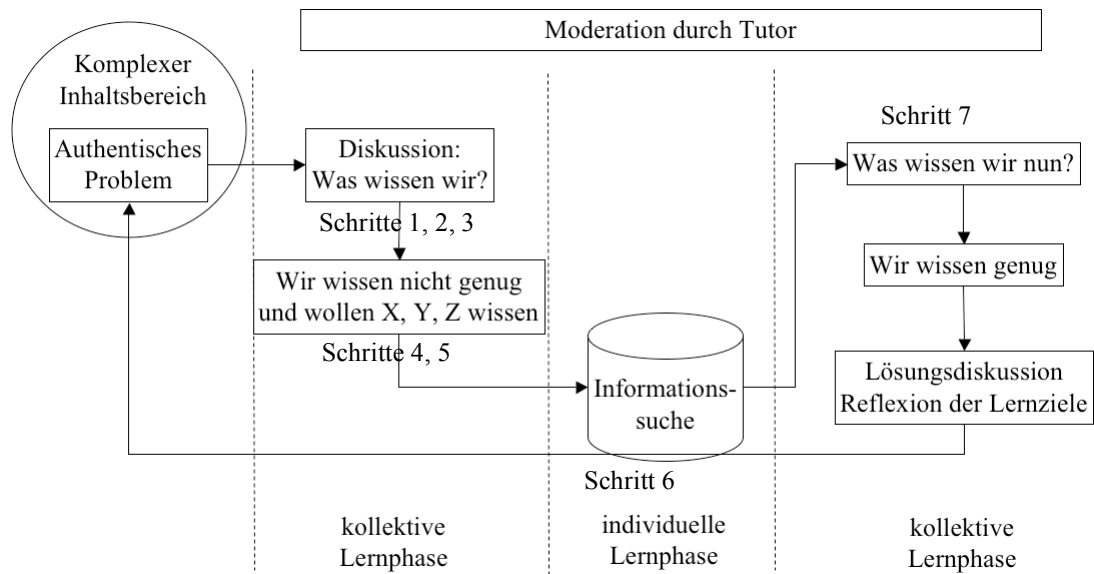 Moderation durch Tutor
Komplexer
Inhaltsbereich
Authentisches
Problem
Diskussion:
Was wissen wir?
Schritte 1, 2, 3
Wir wissen nicht genug
und wollen X, Y, Z wissen
Schritte 4, 5
Informations-
suche
Schritt 6
Schritt 7
Was wissen wir nun?
Wir wissen genug
Lösungsdiskussion
Reflexion der Lernziele
kollektive
Lernphase
individuelle
Lernphase
kollektive
Lernphase